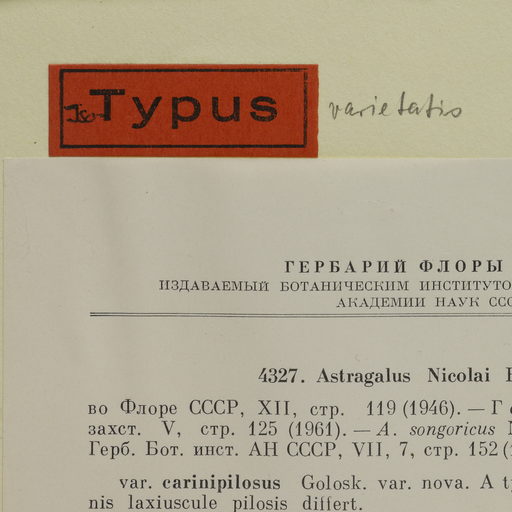 Iso-Typus varietatis
ГЕРБАРИЙ ФЛОРЫ
ИЗДАВАЕМЫЙ БОТАНИЧЕСКИМ ИНСТИТУТО
АКАДЕМИИ НАУК ССС
4327. Astragalus Nicolai
во Флоре СССР, XII, стр. 119 (1946). — Г
захст. V, стр. 125 (1961). — A. songoricus
Герб. Бот. инст. АН СССР, VII, 7, стр. 152
var. carinipilosus Golosk. var. nova. A
nis laxiuscule pilosis differt.